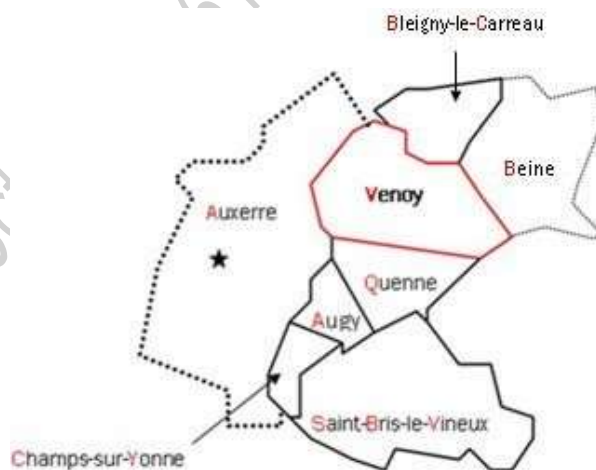 Bleigny-le-Carreau
Beine
Venoy
Auxerre
Quenne
Augy
Saint-Bris-le-Vineux
Champs-sur-Yonne